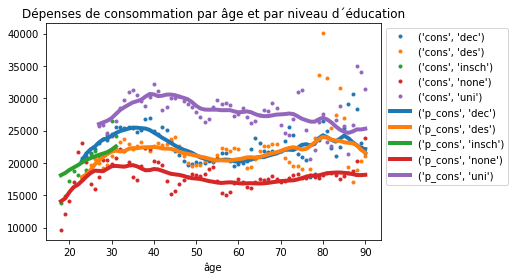 Dépenses de consommation par âge et par niveau d´éducation
40000
35000
30000
25000
20000
15000
10000
20
30
40
50
60
70
80
90
âge
('cons', 'dec')
('cons', 'des')
('cons', 'insch')
('cons', 'none')
('cons', 'uni')
('p_cons', 'dec')
('p_cons', 'des')
('p_cons', 'insch')
('p_cons', 'none')
('p_cons', 'uni')